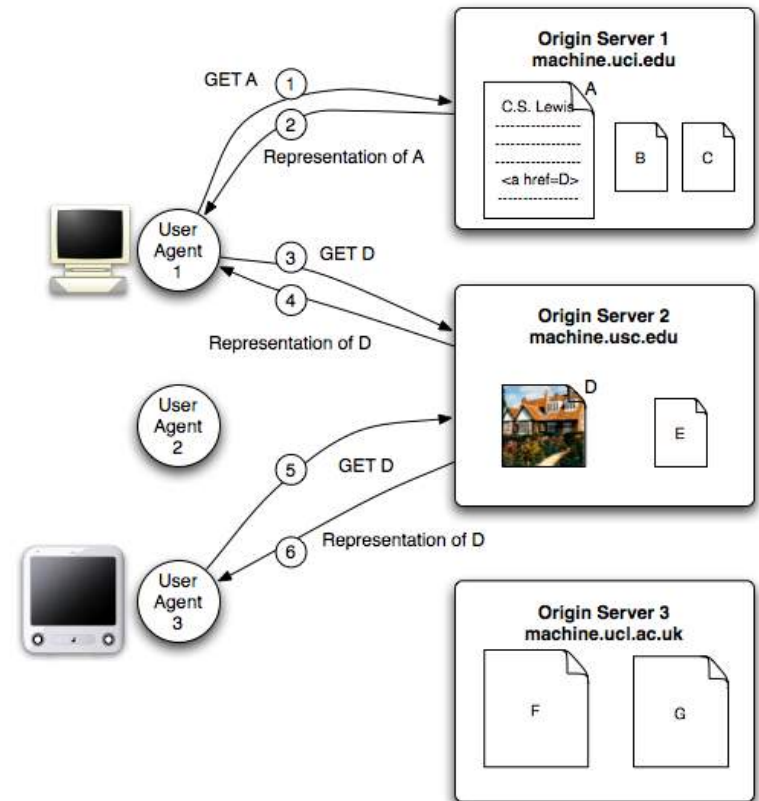 Origin Server 1
machine.uci.edu
GET A
1
A
C.S. Lewis
2
Representation of A
B
C
<a href=D>
User
Agent
1
3
GET D
4
Representation of D
Origin Server 2
machine.usc.edu
D
E
User
Agent
2
5
GET D
6
Representation of D
User
Agent
3
Origin Server 3
machine.ucl.ac.uk
F
G